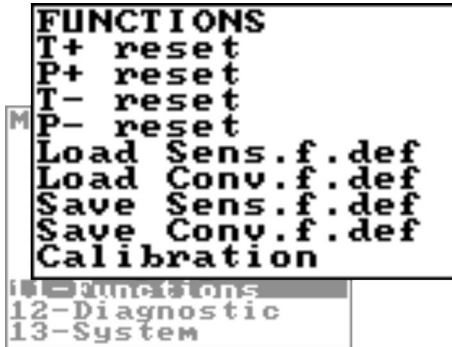 FUNCTIONS
T+ reset
P+ reset
T- reset
P- reset
Load Sens.f.def
Load Conv.f.def
Save Sens.f.def
Save Conv.f.def
Calibration
M
11-Functions
12-Diagnostic
13-System